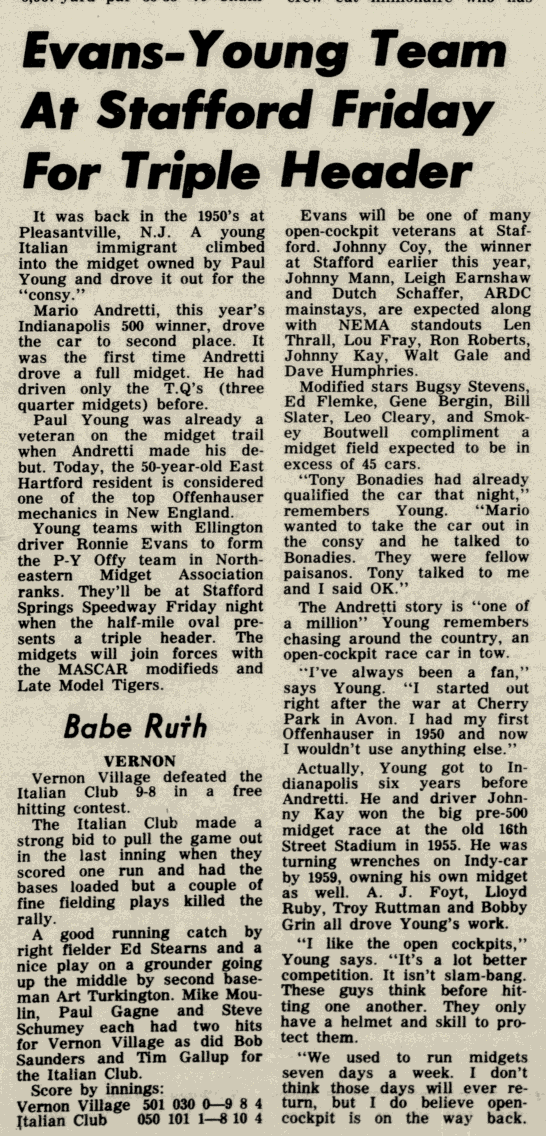 Evans-Young Team
At Stafford Friday
For Triple Header
It was back in the 1950's at
Pleasantville, N.J. A young
Italian immigrant climbed
into the midget owned by Paul
Young and drove it out for the
"consy."
Mario Andretti, this year's
Indianapolis 500 winner, drove
the car to second place. It
was the first time Andretti
drove a full midget. He had
driven only the T.Q's (three
quarter midgets) before.
Paul Young was already a
veteran on the midget trail
when Andretti made his de-
but. Today, the 50-year-old East
Hartford resident is considered
one of the top Offenhauser
mechanics in New England.
Young teams with Ellington
driver Ronnie Evans to form
the P-Y Offy team in North-
eastern Midget Association
ranks. They'll be at Stafford
Springs Speedway Friday night
when the half-mile oval pre-
sents a triple header. The
midgets will join forces with
the MASCAR modifieds and
Late Model Tigers.
Babe Ruth
VERNON
Vernon Village defeated the
Italian Club 9-8 in a free
hitting contest.
The Italian Club made a
strong bid to pull the game out
in the last inning when they
scored one run and had the
bases loaded but a couple of
fine fielding plays killed the
rally.
A good running catch by
right fielder Ed Stearns and a
nice play on a grounder going
up the middle by second base-
man Art Turkington. Mike Mou-
lin, Paul Gagne and Steve
Schumey each had two hits
for Vernon Village as did Bob
Saunders and Tim Gallup for
the Italian Club.
Score by innings:
Vernon Village 501 030 0—9 8 4
Italian Club 050 101 1—8 10 4
Evans will be one of many
open-cockpit veterans at Staf-
ford. Johnny Coy, the winner
at Stafford earlier this year,
Johnny Mann, Leigh Earnshaw
and Dutch Schaffer, ARDC
mainstays, are expected along
with NEMA standouts Len
Thrall, Lou Fray, Ron Roberts,
Johnny Kay, Walt Gale and
Dave Humphries.
Modified stars Bugsy Stevens,
Ed Flemke, Gene Bergin, Bill
Slater, Leo Cleary, and Smok-
ey Boutwell compliment a
midget field expected to be in
excess of 45 cars.
"Tony Bonadies had already
qualified the car that night,"
remembers Young. "Mario
wanted to take the car out in
the consy and he talked to
Bonadies. They were fellow
paisanos. Tony talked to me
and I said OK."
The Andretti story is "one of
a million" Young remembers
chasing around the country, an
open-cockpit race car in tow.
"I've always been a fan,"
says Young. "I started out
right after the war at Cherry
Park in Avon. I had my first
Offenhauser in 1950 and now
I wouldn't use anything else."
Actually, Young got to In-
dianapolis six years before
Andretti. He and driver John-
ny Kay won the big pre-500
midget race at the old 16th
Street Stadium in 1955. He was
turning wrenches on Indy-car
by 1959, owning his own midget
as well. A. J. Foyt, Lloyd
Ruby, Troy Ruttman and Bobby
Grin all drove Young's work.
"I like the open cockpits,"
Young says. "It's a lot better
competition. It isn't slam-bang.
These guys think before hit-
ting one another. They only
have a helmet and skill to pro-
tect them.
"We used to run midgets
seven days a week. I don't
think those days will ever re-
turn, but I do believe open-
cockpit is on the way back.